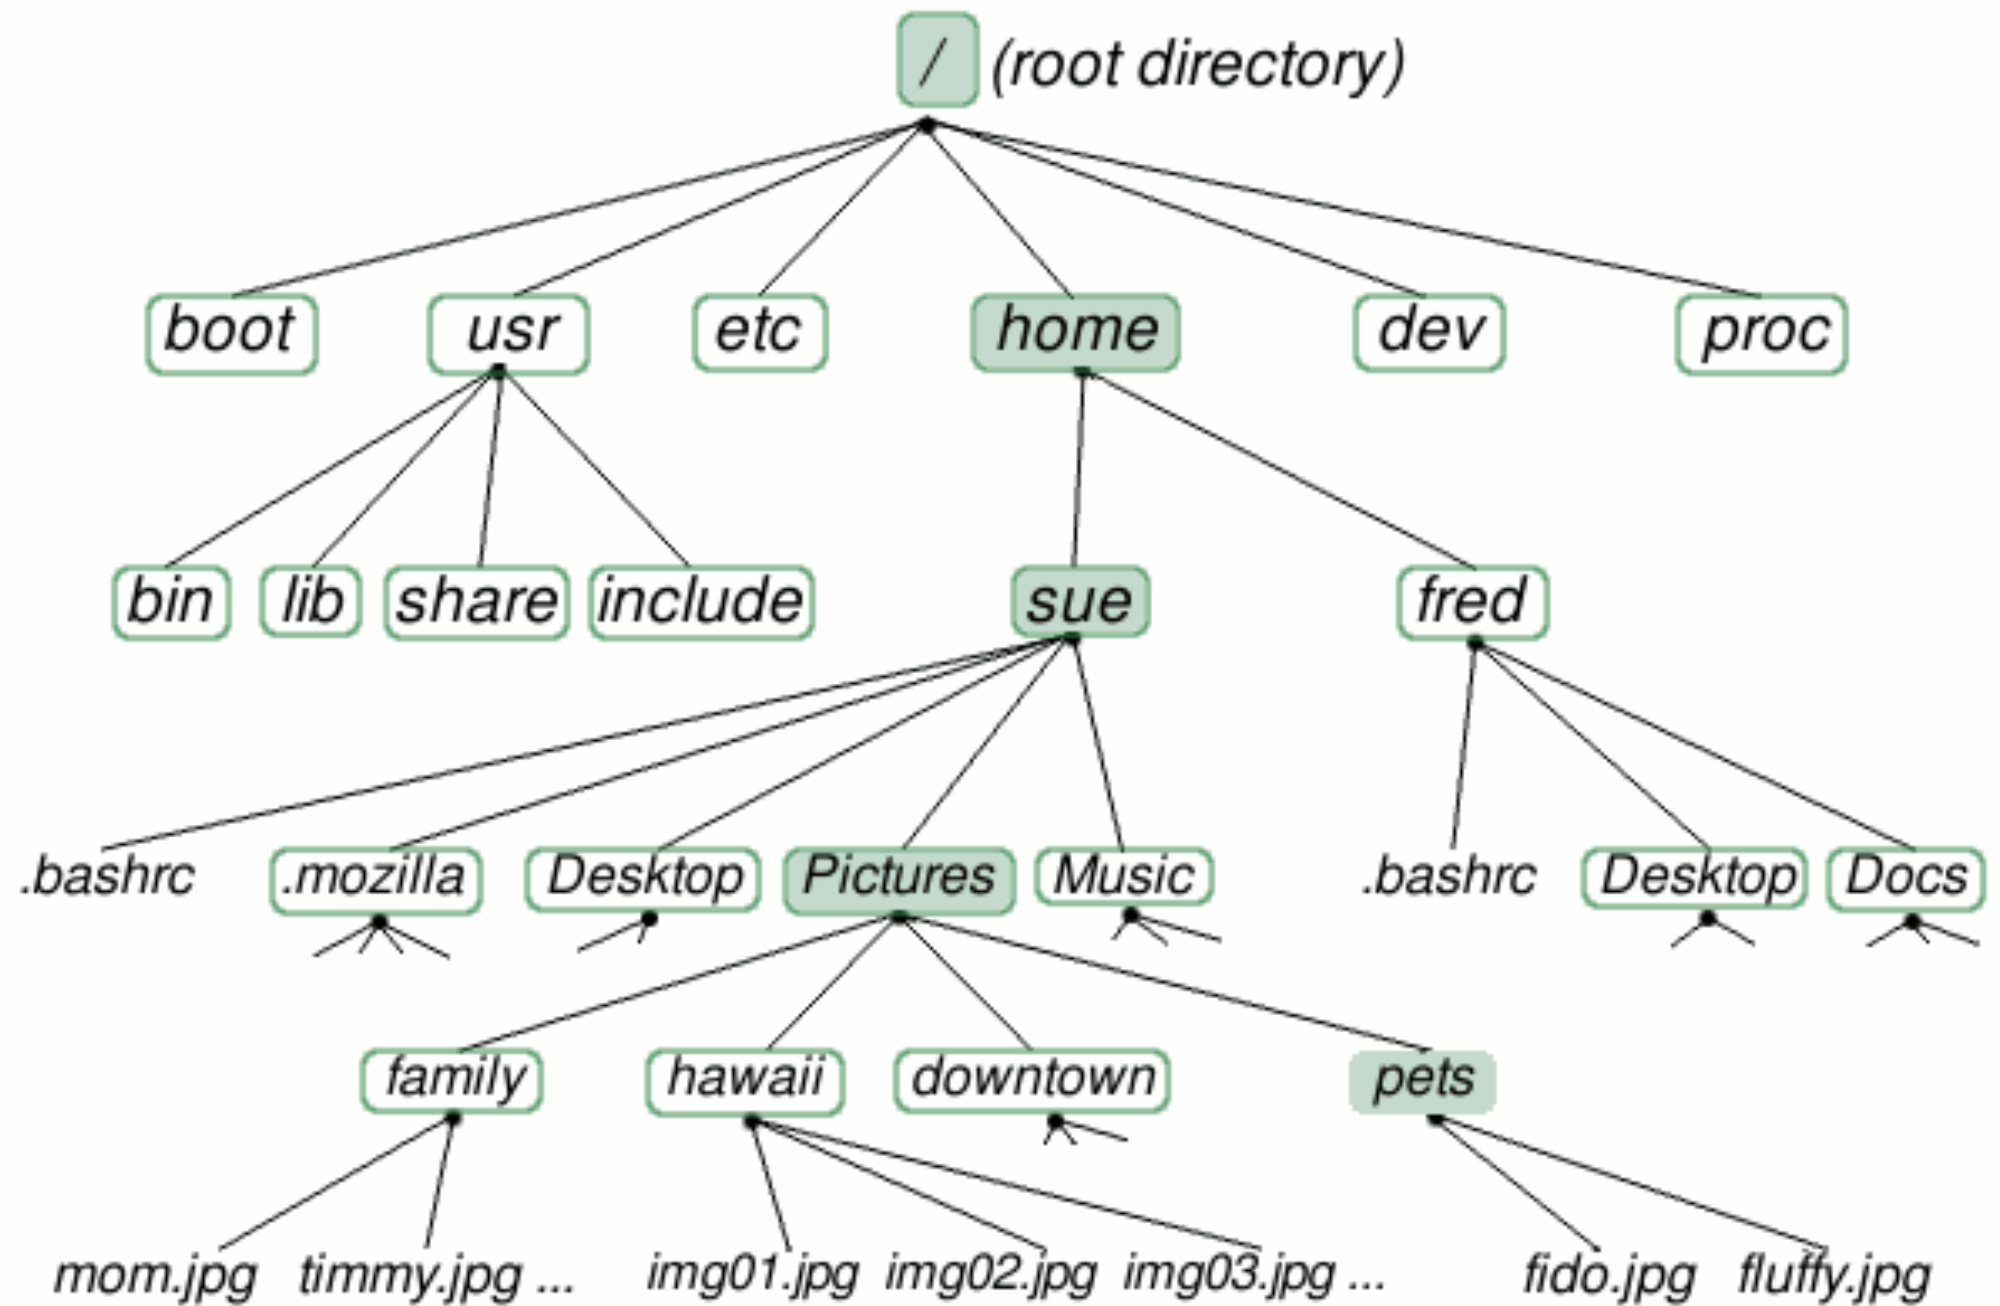 / (root directory)
boot usr etc home dev proc
bin lib share include sue fred
.bashrc .mozilla Desktop Pictures Music .bashrc Desktop Docs
family hawaii downtown pets
mom.jpg timmy.jpg ... img01.jpg img02.jpg img03.jpg ... fido.jpg fluffy.jpg